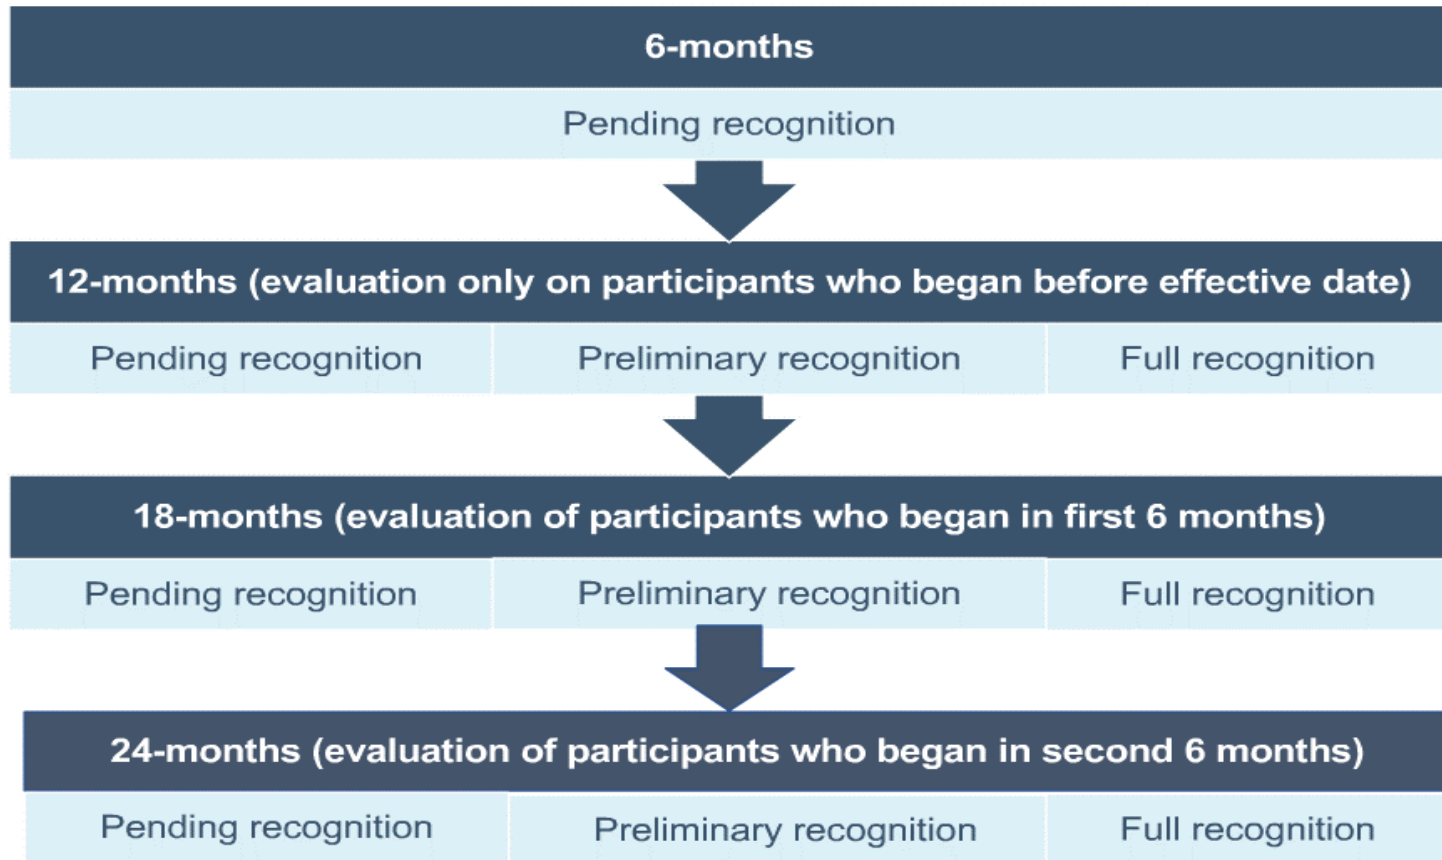 6-months
Pending recognition
12-months (evaluation only on participants who began before effective date)
Pending recognition Preliminary recognition Full recognition
18-months (evaluation of participants who began in first 6 months)
Pending recognition Preliminary recognition Full recognition
24-months (evaluation of participants who began in second 6 months)
Pending recognition Preliminary recognition Full recognition